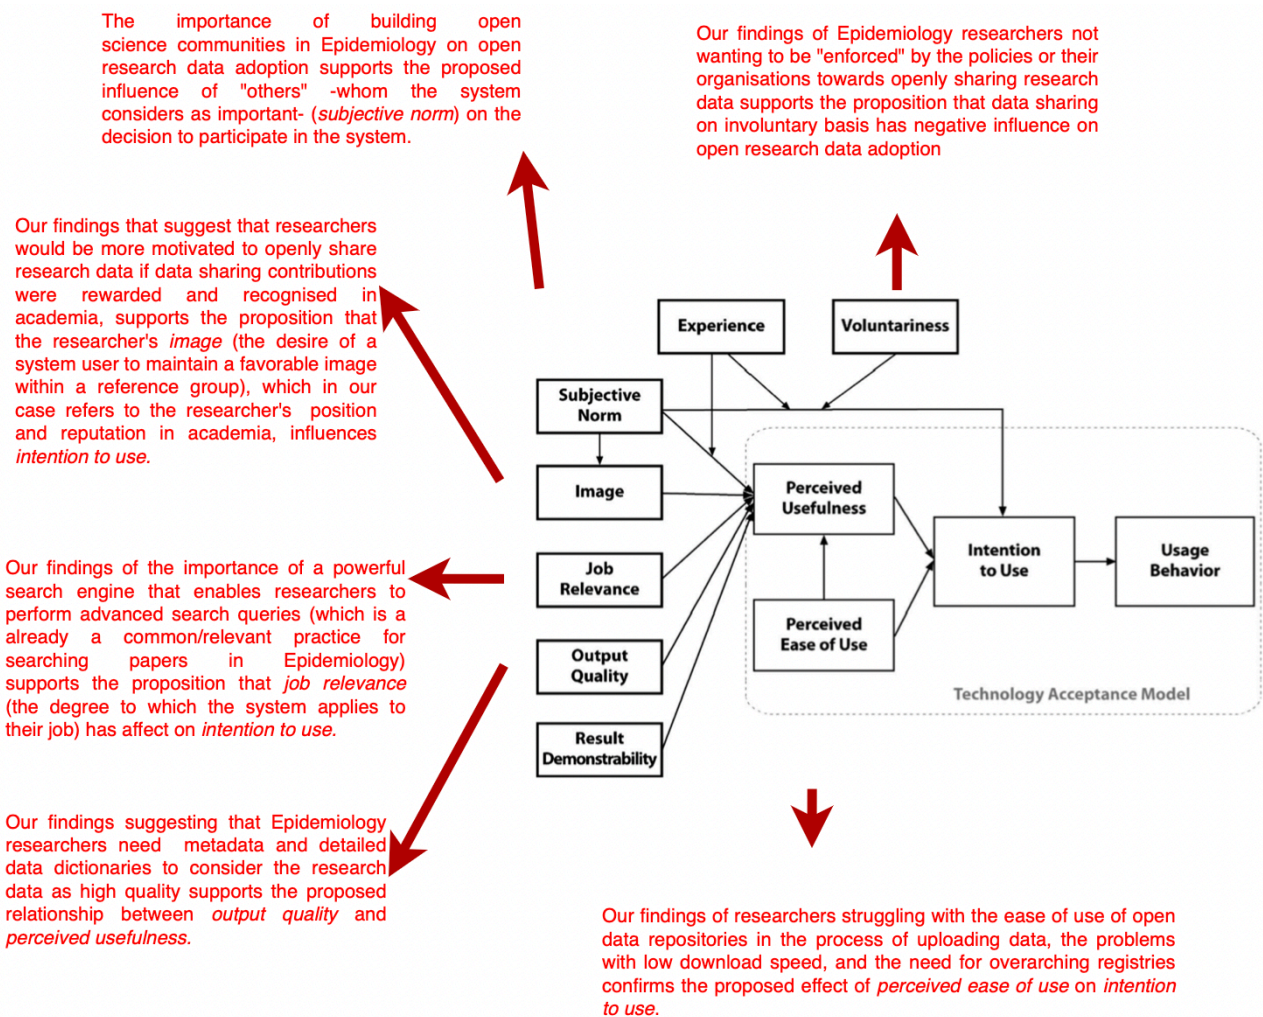 The importance of building open
science communities in Epidemiology on open
research data adoption supports the proposed
influence of "others" -whom the system
considers as important- (subjective norm) on the
decision to participate in the system.
Our findings of Epidemiology researchers not
wanting to be "enforced" by the policies or their
organisations towards openly sharing research
data supports the proposition that data sharing
on involuntary basis has negative influence on
open research data adoption
Our findings that suggest that researchers
would be more motivated to openly share
research data if data sharing contributions
were rewarded and recognised in
academia, supports the proposition that
the researcher's image (the desire of a
system user to maintain a favorable image
within a reference group), which in our
case refers to the researcher's position
and reputation in academia, influences
intention to use.
Experience
Voluntariness
Subjective
Norm
Image
Job
Relevance
Output
Quality
Result
Demonstrability
Perceived
Usefulness
Perceived
Ease of Use
Intention
to Use
Usage
Behavior
Technology Acceptance Model
Our findings of the importance of a powerful
search engine that enables researchers to
perform advanced search queries (which is a
already a common/relevant practice for
searching papers in Epidemiology)
supports the proposition that job relevance
(the degree to which the system applies to
their job) has affect on intention to use.
Our findings suggesting that Epidemiology
researchers need metadata and detailed
data dictionaries to consider the research
data as high quality supports the proposed
relationship between output quality and
perceived usefulness.
Our findings of researchers struggling with the ease of use of open
data repositories in the process of uploading data, the problems
with low download speed, and the need for overarching registries
confirms the proposed effect of perceived ease of use on intention
to use.